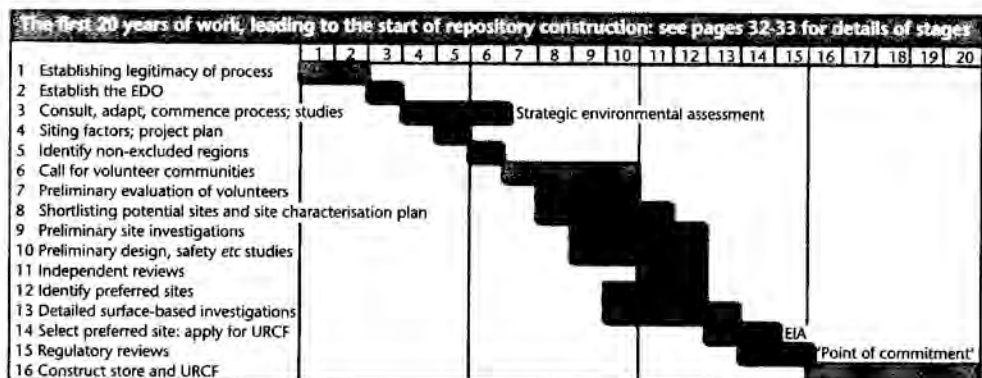 The first 20 years of work, leading to the start of repository construction: see pages 32-33 for details of stages
1 2 3 4 5 6 7 8 9 10 11 12 13 14 15 16 17 18 19 20
1 Establishing legitimacy of process
2 Establish the EDO
3 Consult, adapt, commence process; studies Strategic environmental assessment
4 Siting factors; project plan
5 Identify non-excluded regions
6 Call for volunteer communities
7 Preliminary evaluation of volunteers
8 Shortlisting potential sites and site characterisation plan
9 Preliminary site investigations
10 Preliminary design, safety etc studies
11 Independent reviews
12 Identify preferred sites
13 Detailed surface-based investigations
14 Select preferred site: apply for URCF EIA
15 Regulatory reviews 'Point of commitment'
16 Construct store and URCF